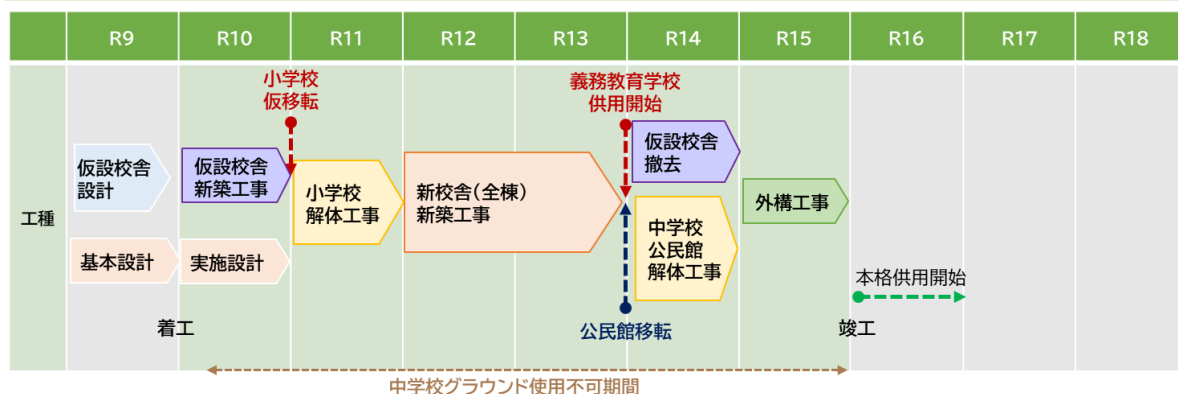 R9 R10 R11 R12 R13 R14 R15 R16 R17 R18
工種
小学校
仮移転
義務教育学校
供用開始
仮設校舎
設計
仮設校舎
新築工事
小学校
解体工事
新校舎（全棟）
新築工事
仮設校舎
撤去
中学校
公民館
解体工事
外構工事
基本設計
実施設計
本格供用開始
着工
公民館移転
竣工
中学校グラウンド使用不可期間